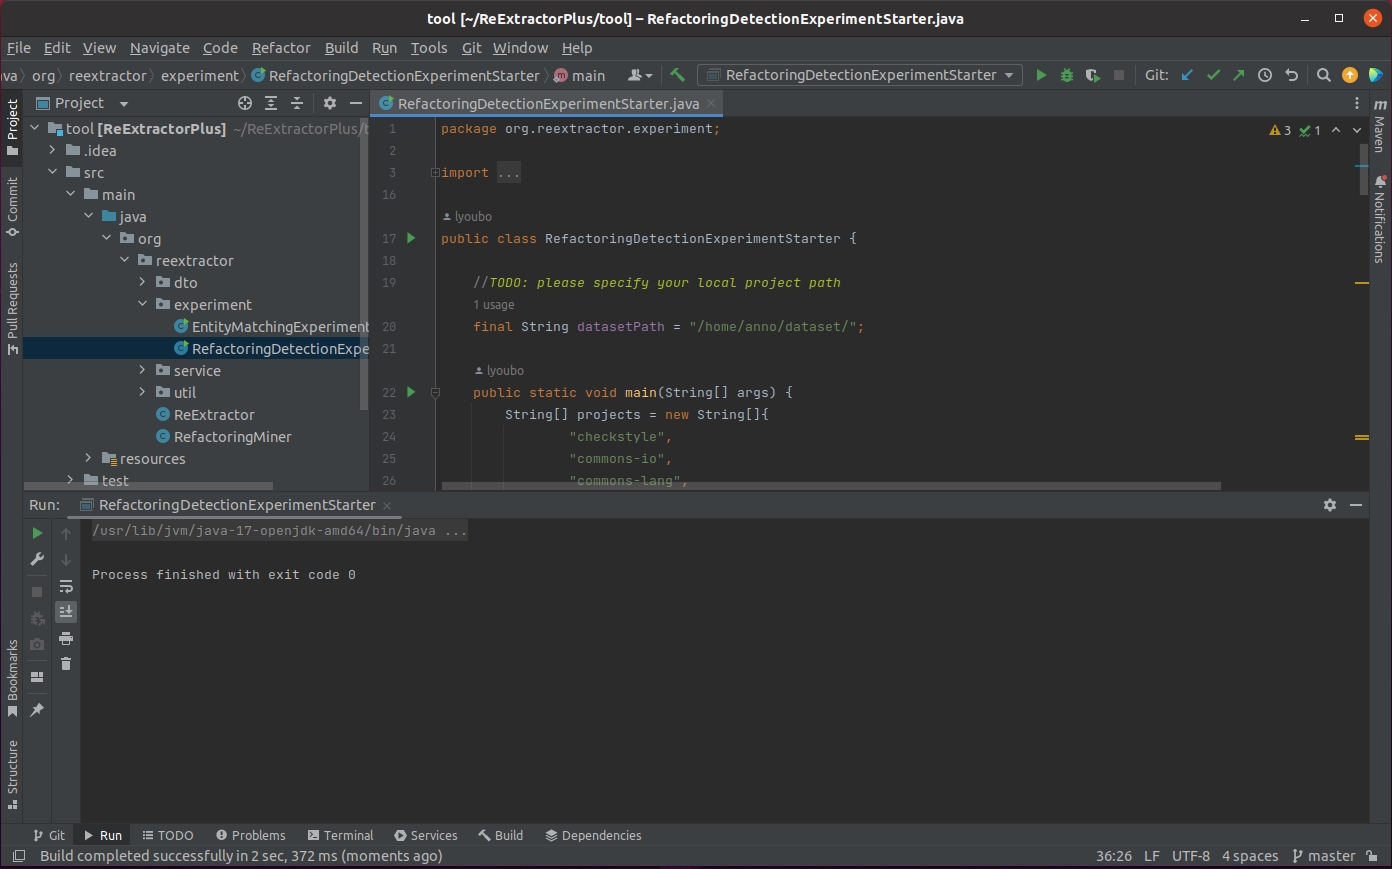 tool [~/ReExtractorPlus/tool] – RefactoringDetectionExperimentStarter.java
File Edit View Navigate Code Refactor Build Run Tools Git Window Help
va org reextractor experiment RefactoringDetectionExperimentStarter main RefactoringDetectionExperimentStarter Git:
Project
RefactoringDetectionExperimentStarter.java
Project
Commit
Pull Requests
Bookmarks
Structure
tool [ReExtractorPlus] ~/ReExtractorPlus/t
.idea
src
main
java
org
reextractor
dto
experiment
EntityMatchingExperiment
RefactoringDetectionExpe
service
util
ReExtractor
RefactoringMiner
resources
test
3 1
1 package org.reextractor.experiment;
2
3 import ...
16
lyoubo
17 public class RefactoringDetectionExperimentStarter {
18
19 //TODO: please specify your local project path
1 usage
20 final String datasetPath = "/home/anno/dataset/";
21
lyoubo
22 public static void main(String[] args) {
23 String[] projects = new String[]{
24 "checkstyle",
25 "commons-io",
26 "commons-lang",
Maven
Notifications
Run: RefactoringDetectionExperimentStarter
/usr/lib/jvm/java-17-openjdk-amd64/bin/java ...
Process finished with exit code 0
Git Run TODO Problems Terminal Services Build Dependencies
Build completed successfully in 2 sec, 372 ms (moments ago) 36:26 LF UTF-8 4 spaces master